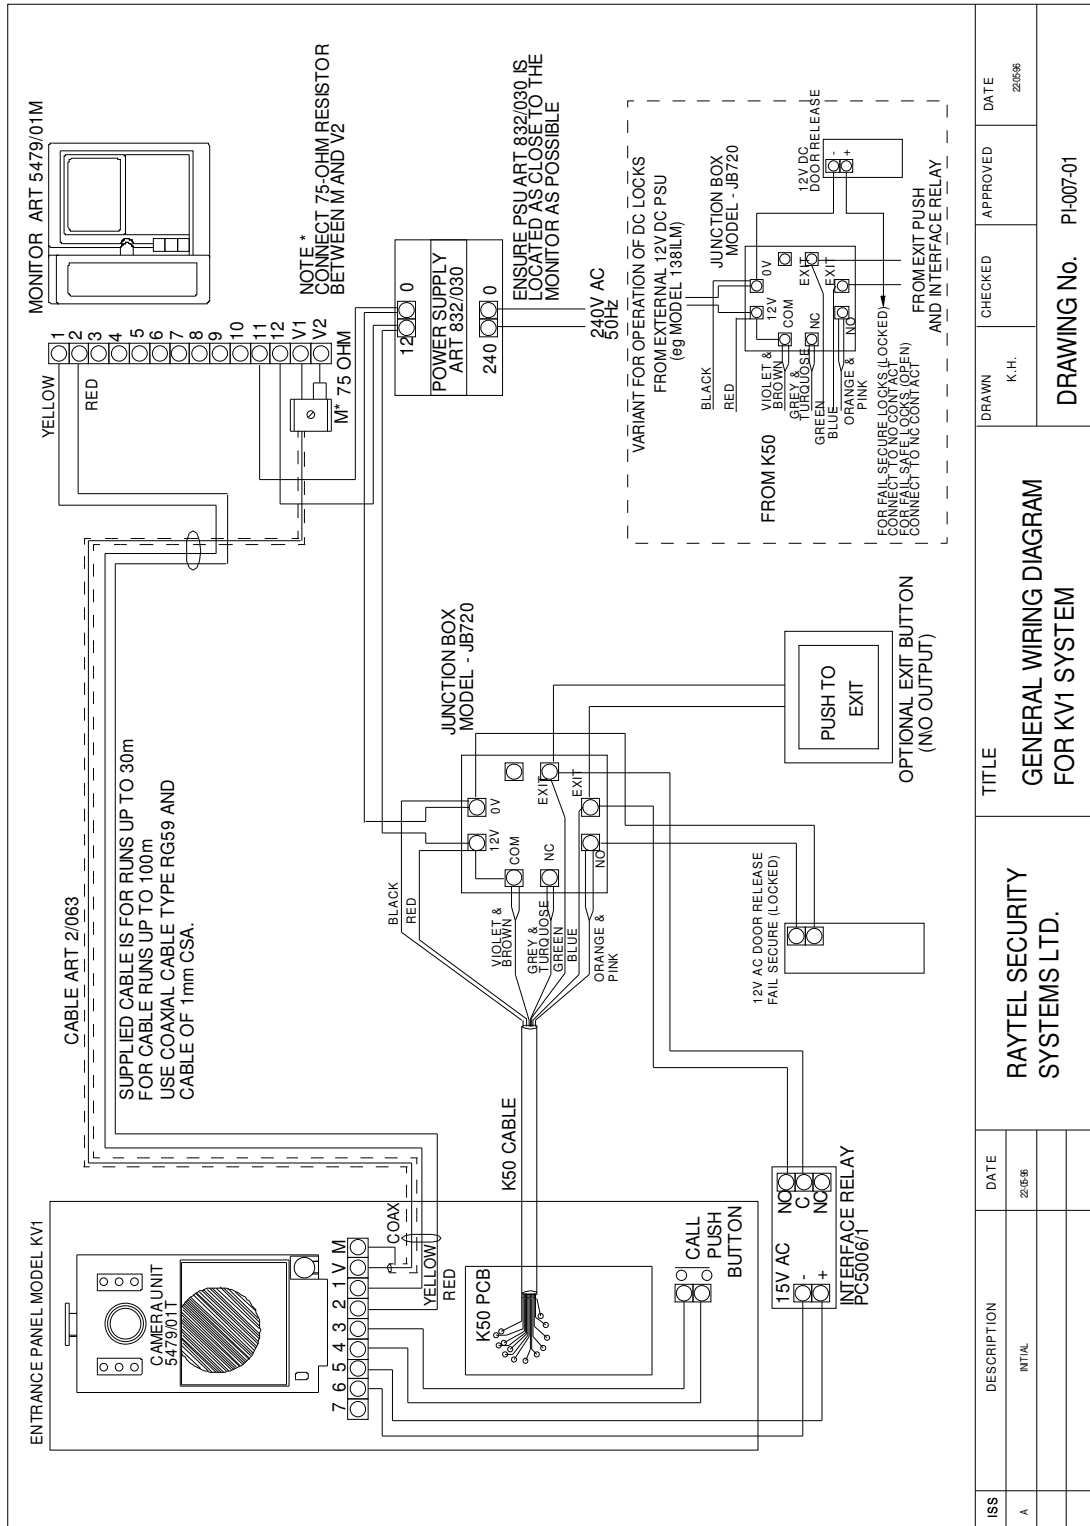 ENTRANCE PANEL MODEL KV1
CAMERA UNIT
5479/01T
7 6 5 4 3 2 1 V M
COAX
YELLOW
RED
K50 PCB
CALL
PUSH
BUTTON
15V AC
- +
NO C NO
INTERFACE RELAY
PC5006/1
CABLE ART 2/063
SUPPLIED CABLE IS FOR RUNS UP TO 30m
FOR CABLE RUNS UP TO 100m
USE COAXIAL CABLE TYPE RG59 AND
CABLE OF 1mm CSA.
K50 CABLE
BLACK
RED
VIOLET &
BROWN
GREY &
TURQUOSE
GREEN
BLUE
ORANGE &
PINK
JUNCTION BOX
MODEL - JB720
12V
0V
COM
NC
EXIT
NO
EXIT
12V AC DOOR RELEASE
FAIL SECURE (LOCKED)
PUSH TO
EXIT
OPTIONAL EXIT BUTTON
(N\O OUTPUT)
MONITOR ART 5479/01M
YELLOW
RED
1
2
3
4
5
6
7
8
9
10
11
12
V1
V2
M* 75 OHM
NOTE *
CONNECT 75-OHM RESISTOR
BETWEEN M AND V2
12 0
POWER SUPPLY
ART 832/030
240 0
ENSURE PSU ART 832/030 IS
LOCATED AS CLOSE TO THE
MONITOR AS POSSIBLE
240V AC
50Hz
VARIANT FOR OPERATION OF DC LOCKS
FROM EXTERNAL 12V DC PSU
(eg MODEL 138ILM)
BLACK
RED
JUNCTION BOX
MODEL - JB720
FROM K50
VIOLET &
BROWN
GREY &
TURQUOSE
GREEN
BLUE
ORANGE &
PINK
12V
0V
COM
NC
EXIT
NO
EXIT
12V DC
DOOR RELEASE
- +
FOR FAIL SECURE LOCKS (LOCKED)
CONNECT TO NO CONTACT
FOR FAIL SAFE LOCKS (OPEN)
CONNECT TO NC CONTACT
FROM EXIT PUSH
AND INTERFACE RELAY
ISS
DESCRIPTION
DATE
A
INITIAL
22-05-96
RAYTEL SECURITY
SYSTEMS LTD.
TITLE
GENERAL WIRING DIAGRAM
FOR KV1 SYSTEM
DRAWN
CHECKED
APPROVED
DATE
K.H.
22/05/96
DRAWING No. PI-007-01